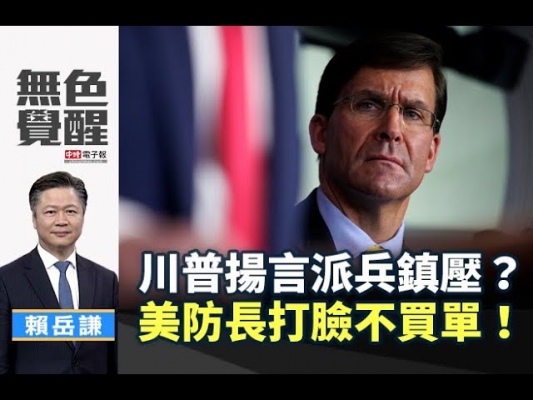 無色
覺醒
中時電子報
賴岳謙
川普揚言派兵鎮壓？
美防長打臉不買單！